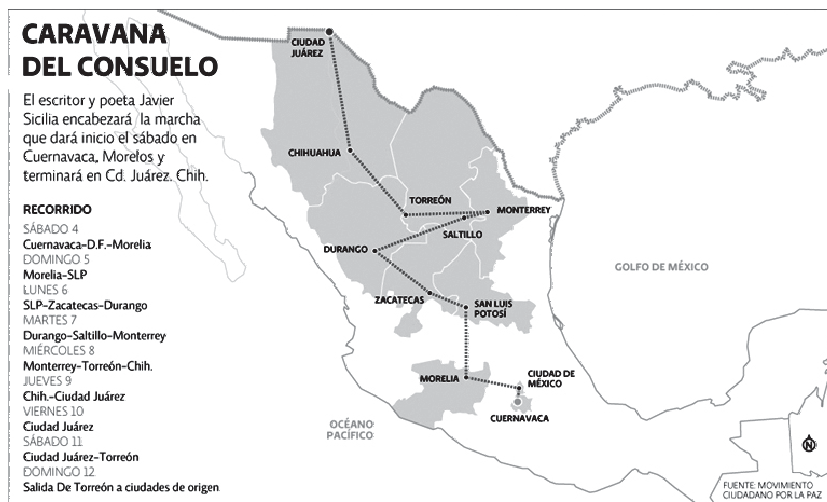 CARAVANA
DEL CONSUELO
El escritor y poeta Javier
Sicilia encabezará la marcha
que dará inicio el sábado en
Cuernavaca, Morelos y
terminará en Cd. Juárez. Chih.
RECORRIDO
SÁBADO 4
Cuernavaca-D.F.-Morelia
DOMINGO 5
Morelia-SLP
LUNES 6
SLP-Zacatecas-Durango
MARTES 7
Durango-Saltillo-Monterrey
MIÉRCOLES 8
Monterrey-Torreón-Chih.
JUEVES 9
Chih.-Ciudad Juárez
VIERNES 10
Ciudad Juárez
SÁBADO 11
Ciudad Juárez-Torreón
DOMINGO 12
Salida De Torreón a ciudades de origen
CIUDAD
JUÁREZ
CHIHUAHUA
TORREÓN
MONTERREY
SALTILLO
DURANGO
ZACATECAS
SAN LUIS
POTOSÍ
MORELIA
CIUDAD DE
MÉXICO
CUERNAVACA
GOLFO DE MÉXICO
OCÉANO
PACÍFICO
N
FUENTE: MOVIMIENTO
CIUDADANO POR LA PAZ